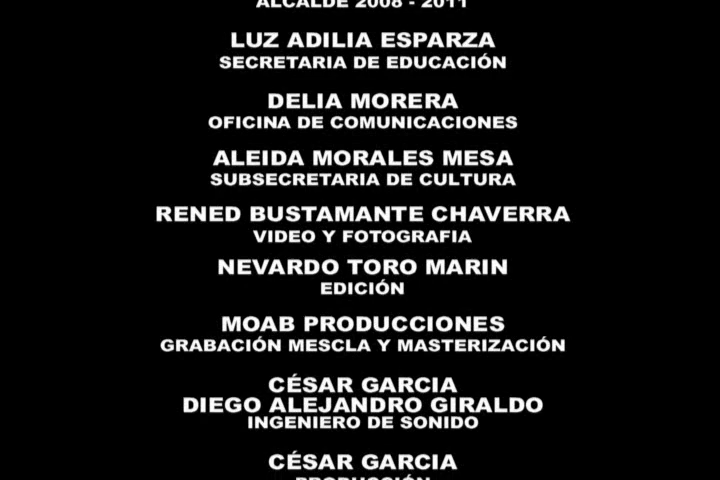 ALCALDE 2008 - 2011
LUZ ADILIA ESPARZA
SECRETARIA DE EDUCACIÓN
DELIA MORERA
OFICINA DE COMUNICACIONES
ALEIDA MORALES MESA
SUBSECRETARIA DE CULTURA
RENED BUSTAMANTE CHAVERRA
VIDEO Y FOTOGRAFIA
NEVARDO TORO MARIN
EDICIÓN
MOAB PRODUCCIONES
GRABACIÓN MESCLA Y MASTERIZACIÓN
CÉSAR GARCIA
DIEGO ALEJANDRO GIRALDO
INGENIERO DE SONIDO
CÉSAR GARCIA
PRODUCCIÓN